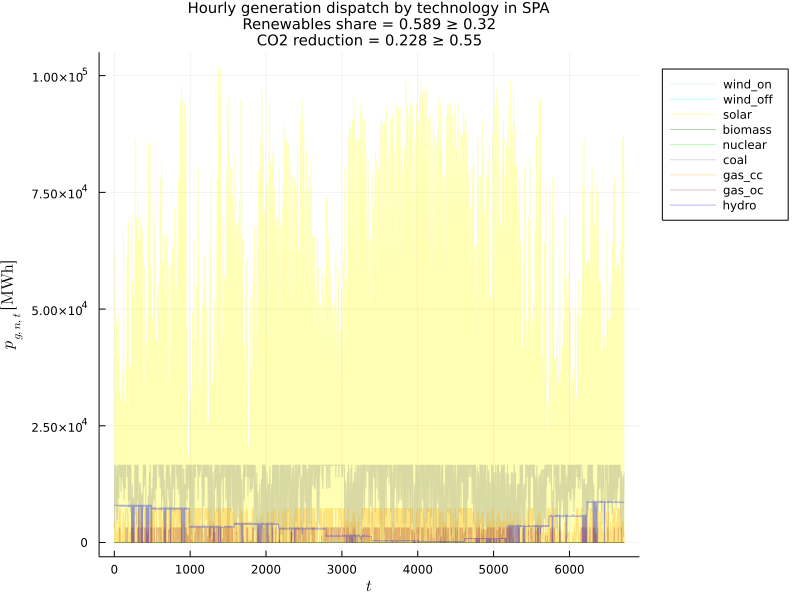 Hourly generation dispatch by technology in SPA
Renewables share = 0.589 ≥ 0.32
CO2 reduction = 0.228 ≥ 0.55
1.00×10⁵
7.50×10⁴
5.00×10⁴
2.50×10⁴
0
p g, n, t [MWh]
0 1000 2000 3000 4000 5000 6000
t
wind_on
wind_off
solar
biomass
nuclear
coal
gas_cc
gas_oc
hydro